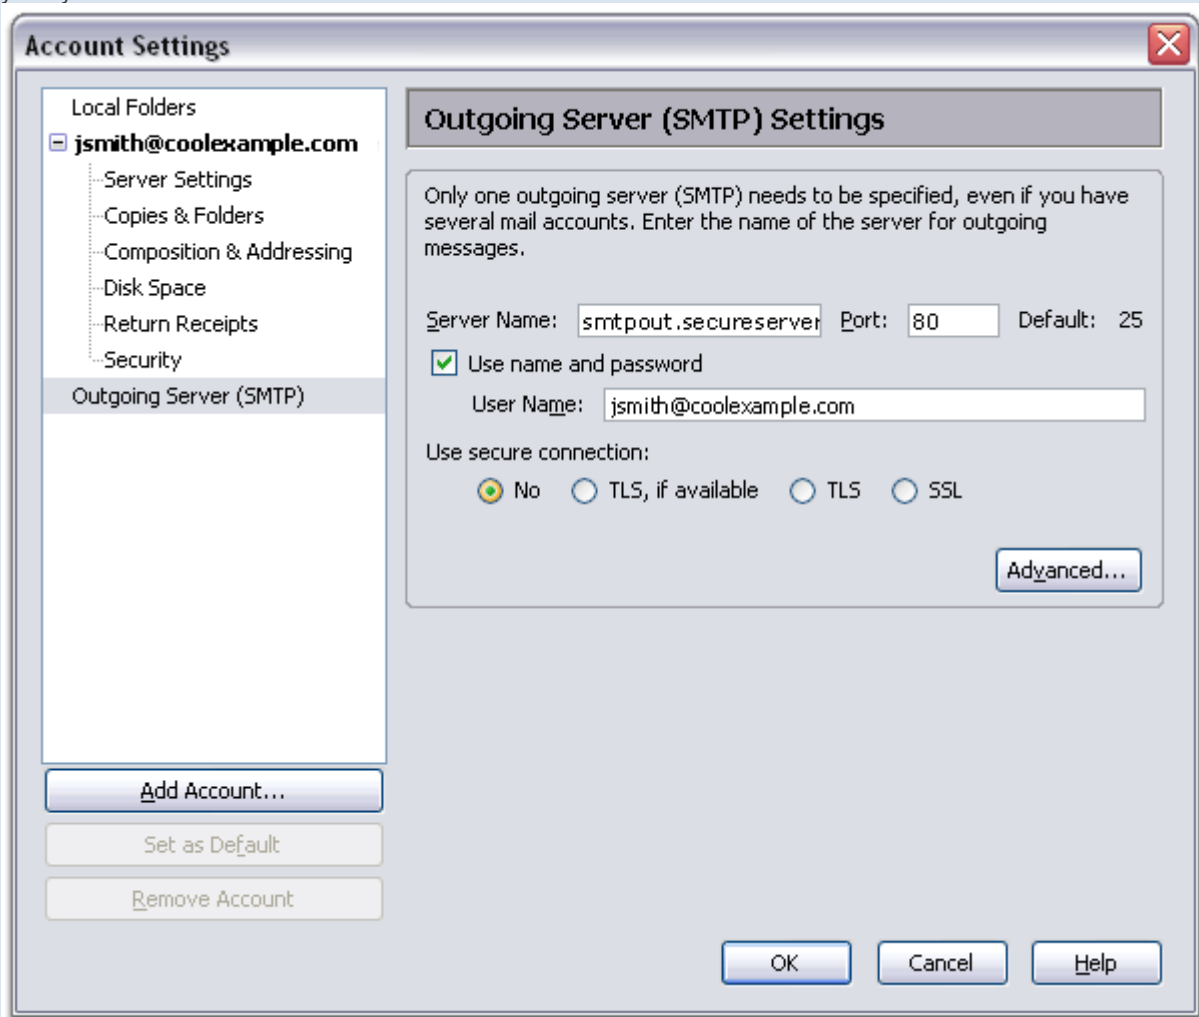 Account Settings
Local Folders
jsmith@coolexample.com
Server Settings
Copies & Folders
Composition & Addressing
Disk Space
Return Receipts
Security
Outgoing Server (SMTP)
Add Account...
Set as Default
Remove Account
Outgoing Server (SMTP) Settings
Only one outgoing server (SMTP) needs to be specified, even if you have
several mail accounts. Enter the name of the server for outgoing
messages.
Server Name: smtpout.secureserver Port: 80 Default: 25
Use name and password
User Name: jsmith@coolexample.com
Use secure connection:
No TLS, if available TLS SSL
Advanced...
OK Cancel Help